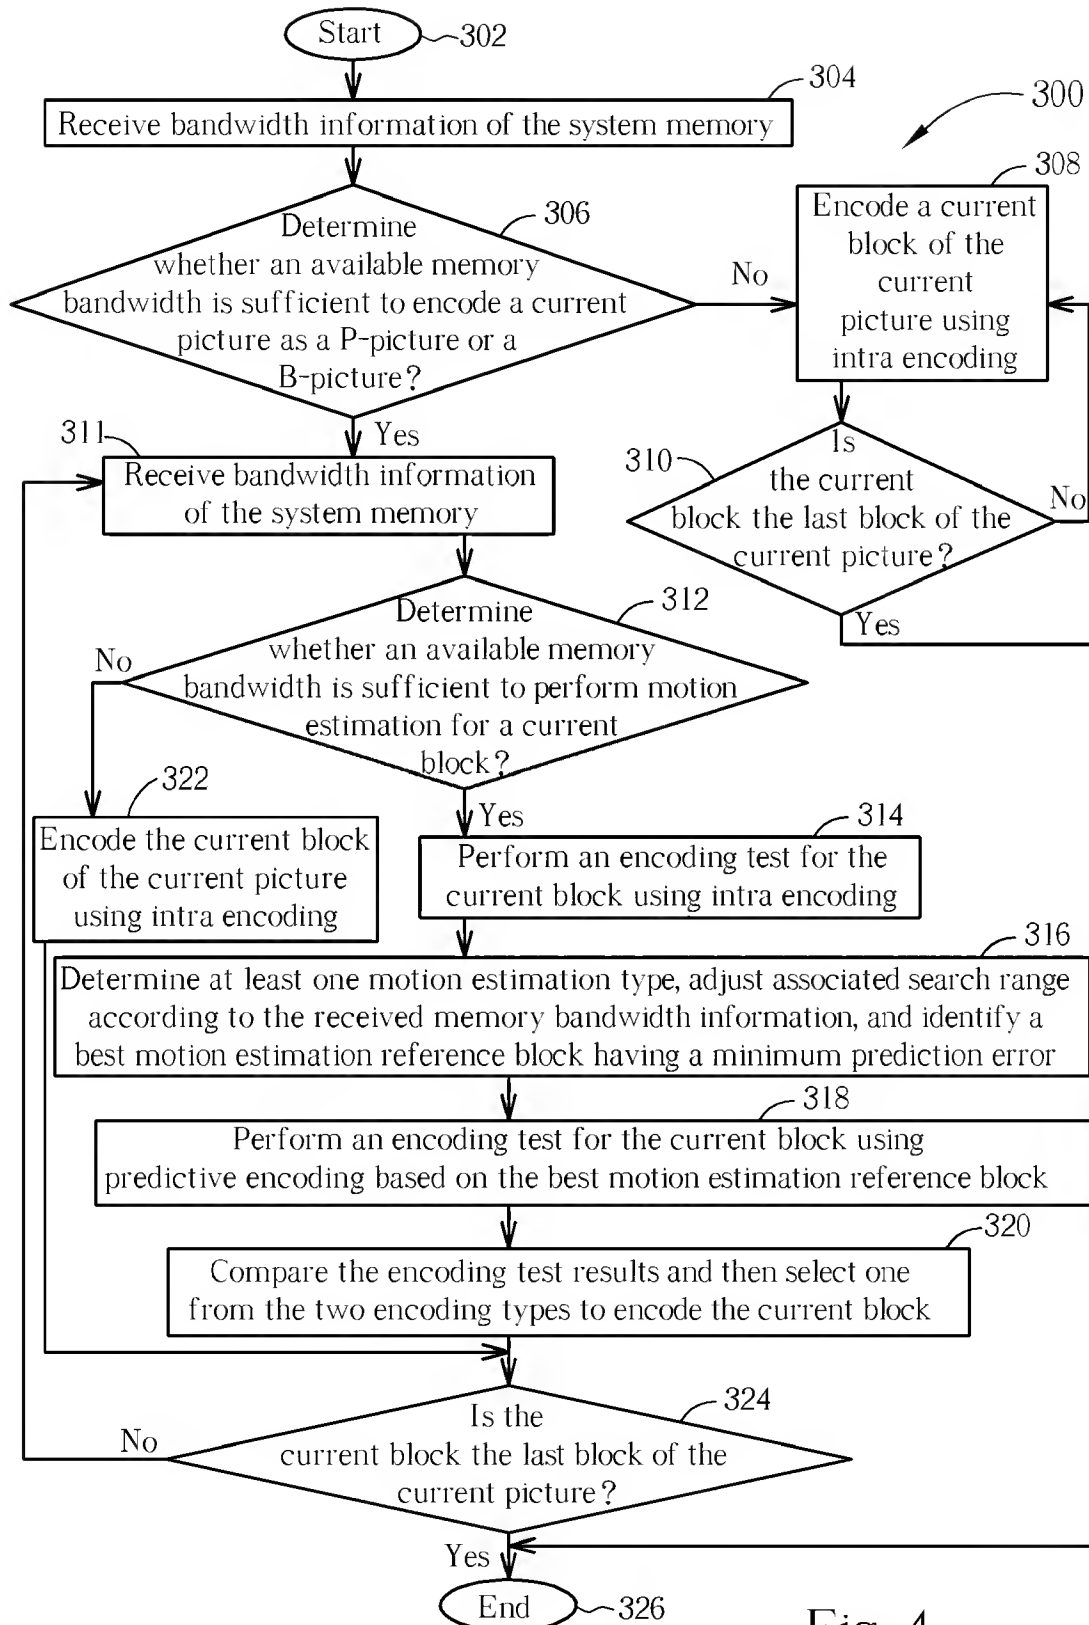 Start
302
304
Receive bandwidth information of the system memory
300
306
Determine
whether an available memory
bandwidth is sufficient to encode a current
picture as a P-picture or a
B-picture?
No
308
Encode a current
block of the
current
picture using
intra encoding
Yes
311
Receive bandwidth information
of the system memory
310
Is
the current
block the last block of the
current picture?
No
Yes
312
Determine
whether an available memory
bandwidth is sufficient to perform motion
estimation for a current
block?
No
322
Encode the current block
of the current picture
using intra encoding
Yes
314
Perform an encoding test for the
current block using intra encoding
316
Determine at least one motion estimation type, adjust associated search range
according to the received memory bandwidth information, and identify a
best motion estimation reference block having a minimum prediction error
318
Perform an encoding test for the current block using
predictive encoding based on the best motion estimation reference block
320
Compare the encoding test results and then select one
from the two encoding types to encode the current block
324
Is the
current block the last block of the
current picture?
No
Yes
End
326
Fig. 4